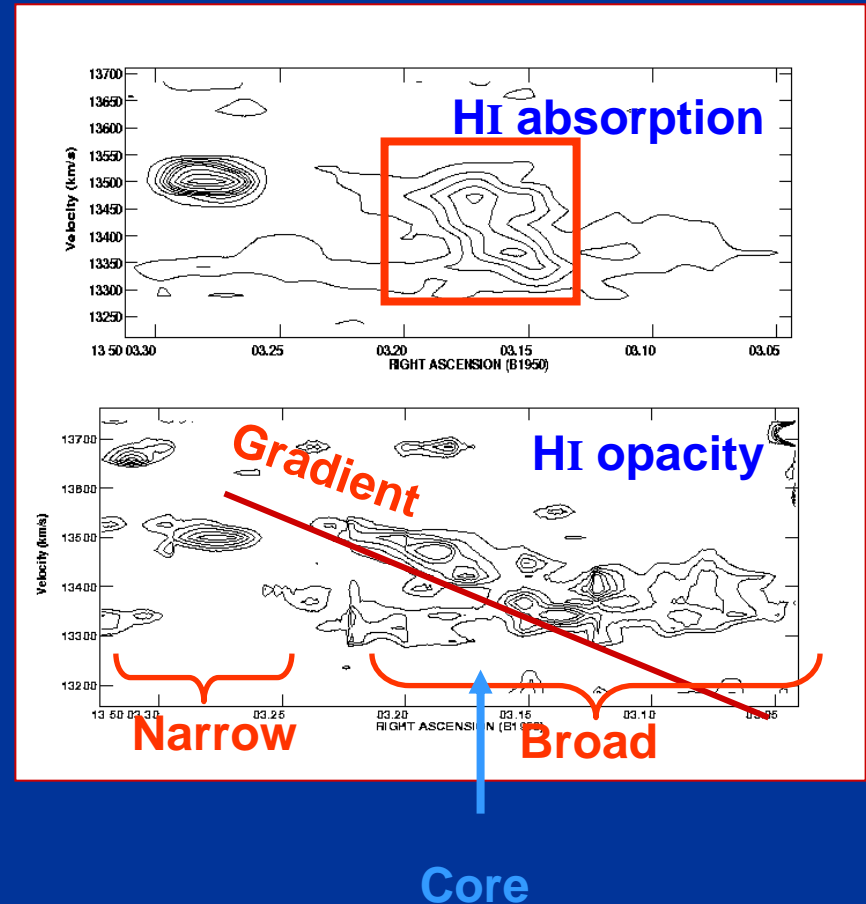 HI absorption
Velocity (km/s)
13700
13650
13600
13550
13500
13450
13400
13350
13300
13250
13 50 03.30 03.25 03.20 03.15 03.10 03.05
RIGHT ASCENSION (B1950)
Gradient
HI opacity
Velocity (km/s)
13700
13600
13500
13400
13300
13200
13 50 03.30 03.25 03.20 03.15 03.10 03.05
RIGHT ASCENSION (B1950)
Narrow
Broad
Core